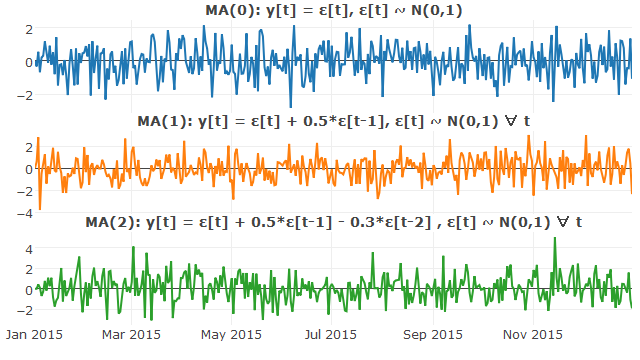 MA(0): y[t] = ε[t], ε[t] ~ N(0,1)
2
0
−2
MA(1): y[t] = ε[t] + 0.5*ε[t-1], ε[t] ~ N(0,1) ∀ t
2
0
−2
−4
MA(2): y[t] = ε[t] + 0.5*ε[t-1] - 0.3*ε[t-2] , ε[t] ~ N(0,1) ∀ t
4
2
0
−2
Jan 2015 Mar 2015 May 2015 Jul 2015 Sep 2015 Nov 2015